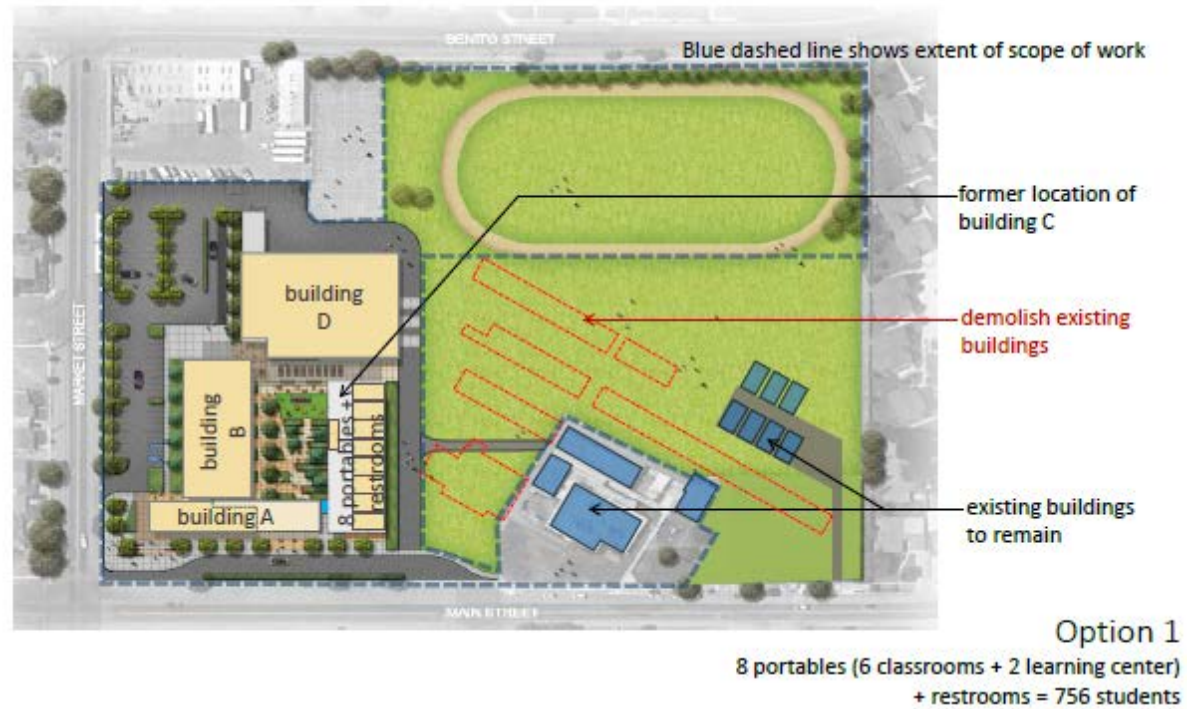 BENITO STREET
Blue dashed line shows extent of scope of work
former location of
building C
building
D
demolish existing
buildings
MARKET STREET
building
B
8 portables +
restrooms
building A
existing buildings
to remain
MAIN STREET
Option 1
8 portables (6 classrooms + 2 learning center)
+ restrooms = 756 students